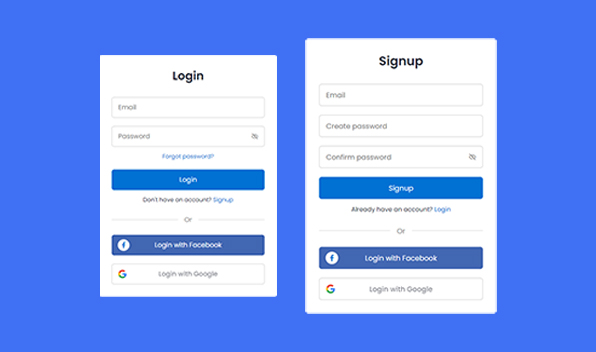 Login
Email
Password
Forgot password?
Login
Don't have an account? Signup
Or
Login with Facebook
Login with Google
Signup
Email
Create password
Confirm password
Signup
Already have an account? Login
Or
Login with Facebook
Login with Google